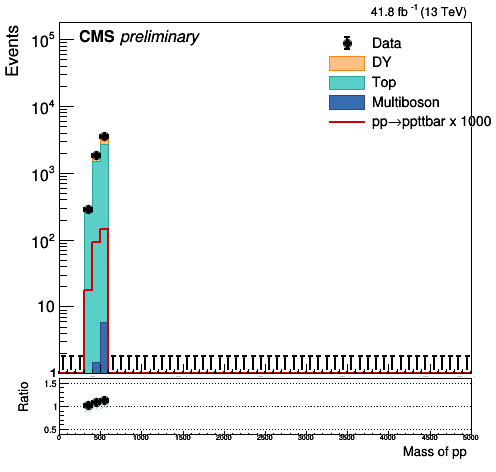 41.8 fb⁻¹ (13 TeV)
CMS preliminary
Events
10⁵
10⁴
10³
10²
10
1
Data
DY
Top
Multiboson
pp→ppttbar x 1000
Ratio
1.5
1
0.5
0 500 1000 1500 2000 2500 3000 3500 4000 4500 5000
Mass of pp